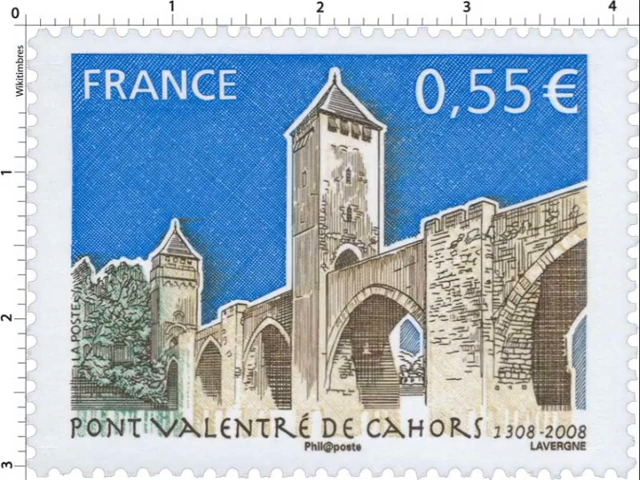 0 1 2 3 4
Wikitimbres
FRANCE 0,55 €
1
LA POSTE
2
PONT VALENTRÉ DE CAHORS 1308-2008
Phil@poste LAVERGNE
3